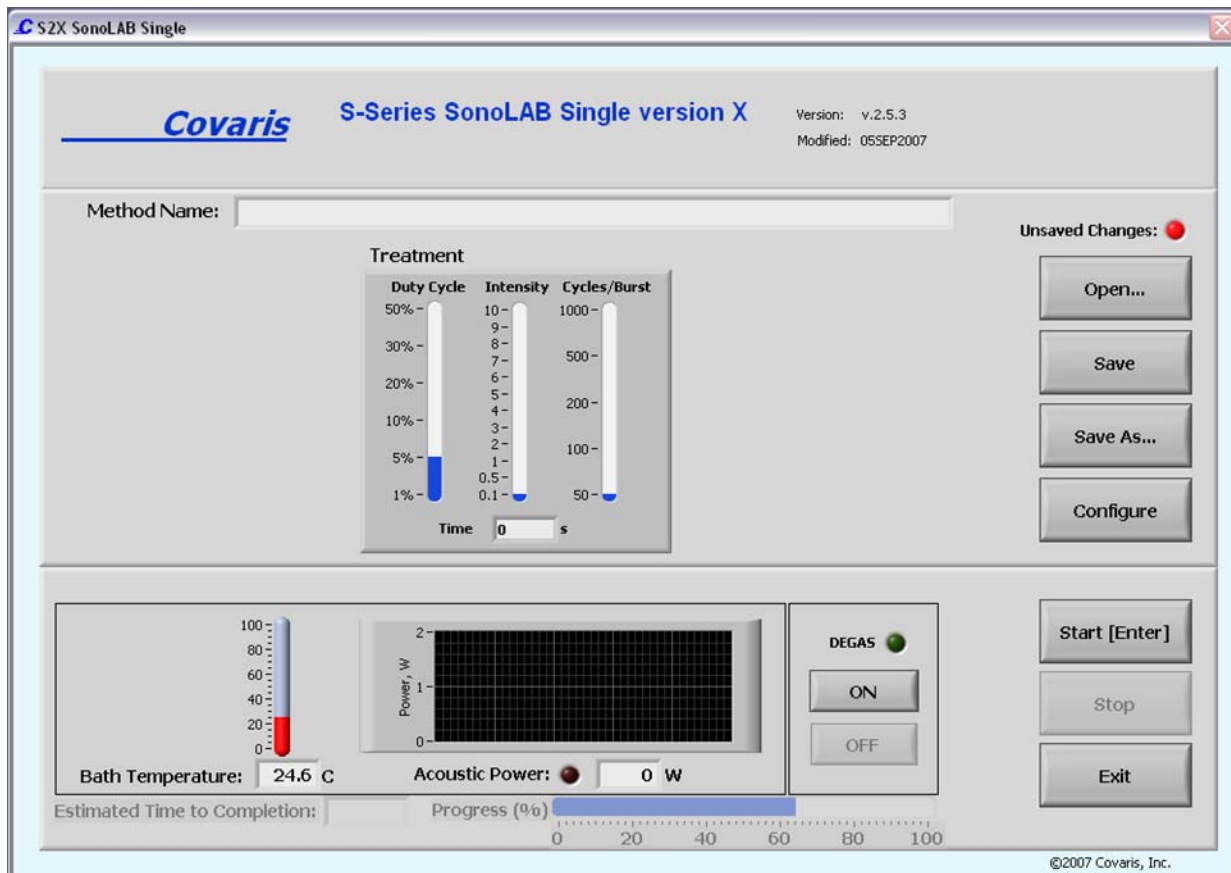 C S2X SonoLAB Single
Covaris
S-Series SonoLAB Single version X
Version: v.2.5.3
Modified: 05SEP2007
Method Name:
Unsaved Changes:
Treatment
Duty Cycle Intensity Cycles/Burst
50%
30%
20%
10%
5%
1%
10
9
8
7
6
5
4
3
2
1
0.5
0.1
1000
500
200
100
50
Time 0 s
Open...
Save
Save As...
Configure
100
80
60
40
20
0
Bath Temperature: 24.6 C
Power, W
2
1
0
Acoustic Power: 0 W
DEGAS
ON
OFF
Start [Enter]
Stop
Exit
Estimated Time to Completion:
Progress (%)
0 20 40 60 80 100
©2007 Covaris, Inc.